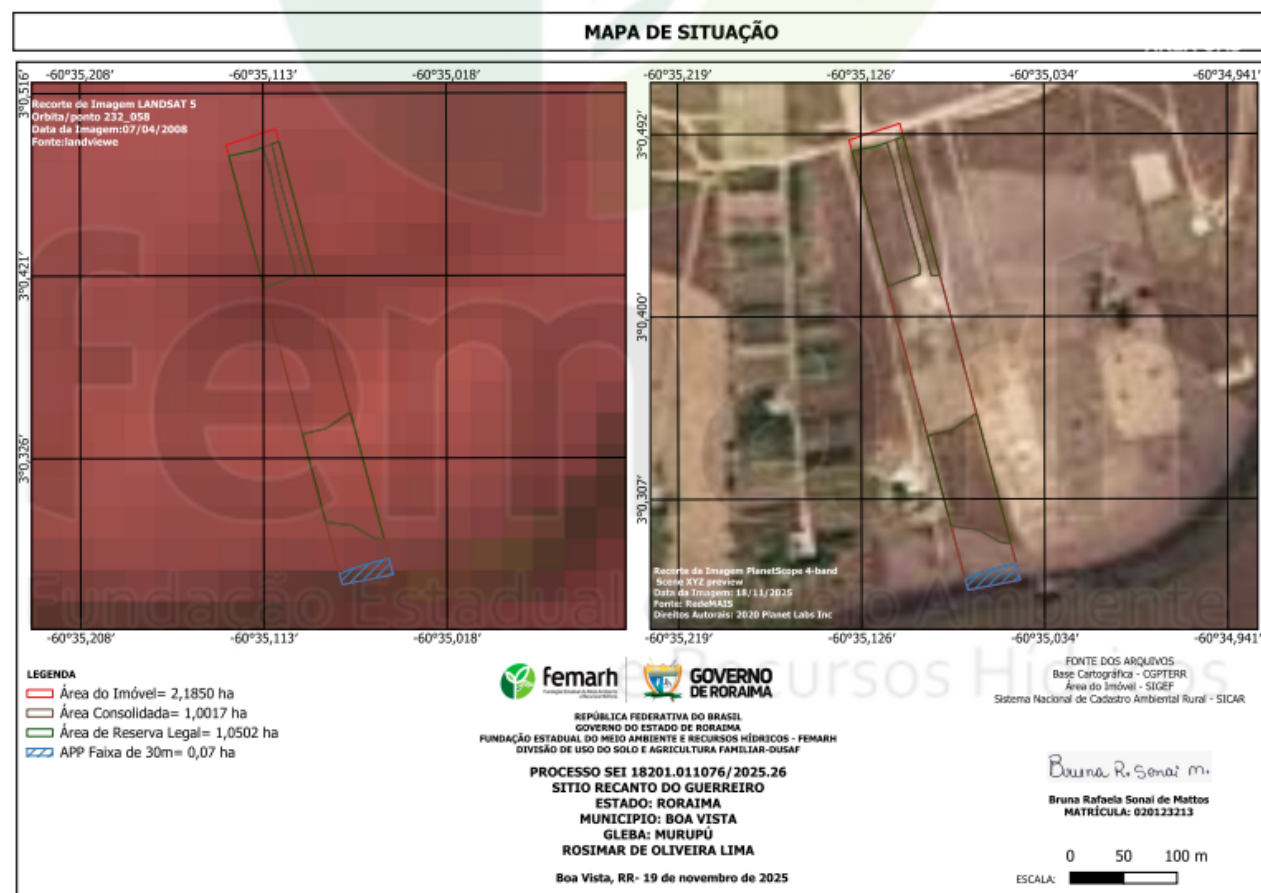 MAPA DE SITUAÇÃO
-60°35,208' -60°35,113' -60°35,018'
-60°35,219' -60°35,126' -60°35,034' -60°34,941'
3°0,516'
3°0,421'
3°0,326'
Recorte de Imagem LANDSAT 5
Orbita/ponto 232_058
Data da Imagem:07/04/2008
Fonte:landviewe
3°0,492'
3°0,400'
3°0,307'
Recorte da Imagem PlanetScope 4-band
Scene XYZ preview
Data da Imagem: 18/11/2025
Fonte: RedeMAIS
Direitos Autorais: 2020 Planet Labs Inc
-60°35,208' -60°35,113' -60°35,018'
-60°35,219' -60°35,126' -60°35,034' -60°34,941'
femarh
Fundação Estadual do Meio Ambiente
e Recursos Hídricos
LEGENDA
Área do Imóvel= 2,1850 ha
Área Consolidada= 1,0017 ha
Área de Reserva Legal= 1,0502 ha
APP Faixa de 30m= 0,07 ha
femarh
GOVERNO
DE RORAIMA
REPÚBLICA FEDERATIVA DO BRASIL
GOVERNO DO ESTADO DE RORAIMA
FUNDAÇÃO ESTADUAL DO MEIO AMBIENTE E RECURSOS HÍDRICOS - FEMARH
DIVISÃO DE USO DO SOLO E AGRICULTURA FAMILIAR-DUSAF
PROCESSO SEI 18201.011076/2025.26
SITIO RECANTO DO GUERREIRO
ESTADO: RORAIMA
MUNICIPIO: BOA VISTA
GLEBA: MURUPÚ
ROSIMAR DE OLIVEIRA LIMA
Boa Vista, RR- 19 de novembro de 2025
FONTE DOS ARQUIVOS
Base Cartográfica - CGPTERR
Área do Imóvel - SIGEF
Sistema Nacional de Cadastro Ambiental Rural - SICAR
Bruna R. Sonai M.
Bruna Rafaela Sonai de Mattos
MATRÍCULA: 020123213
0 50 100 m
ESCALA: